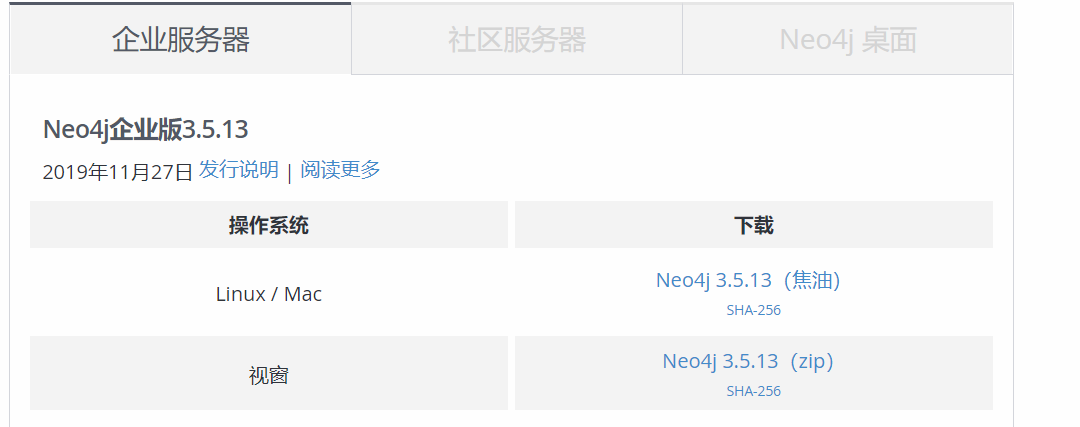 企业服务器 社区服务器 Neo4j 桌面
Neo4j企业版3.5.13
2019年11月27日 发行说明 | 阅读更多
操作系统 下载
Linux / Mac Neo4j 3.5.13（焦油）
SHA-256
视窗 Neo4j 3.5.13（zip）
SHA-256